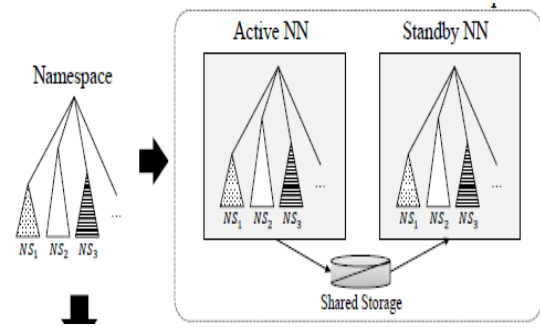 Active NN
Standby NN
Namespace
...
NS₁ NS₂ NS₃
...
NS₁ NS₂ NS₃
...
NS₁ NS₂ NS₃
Shared Storage